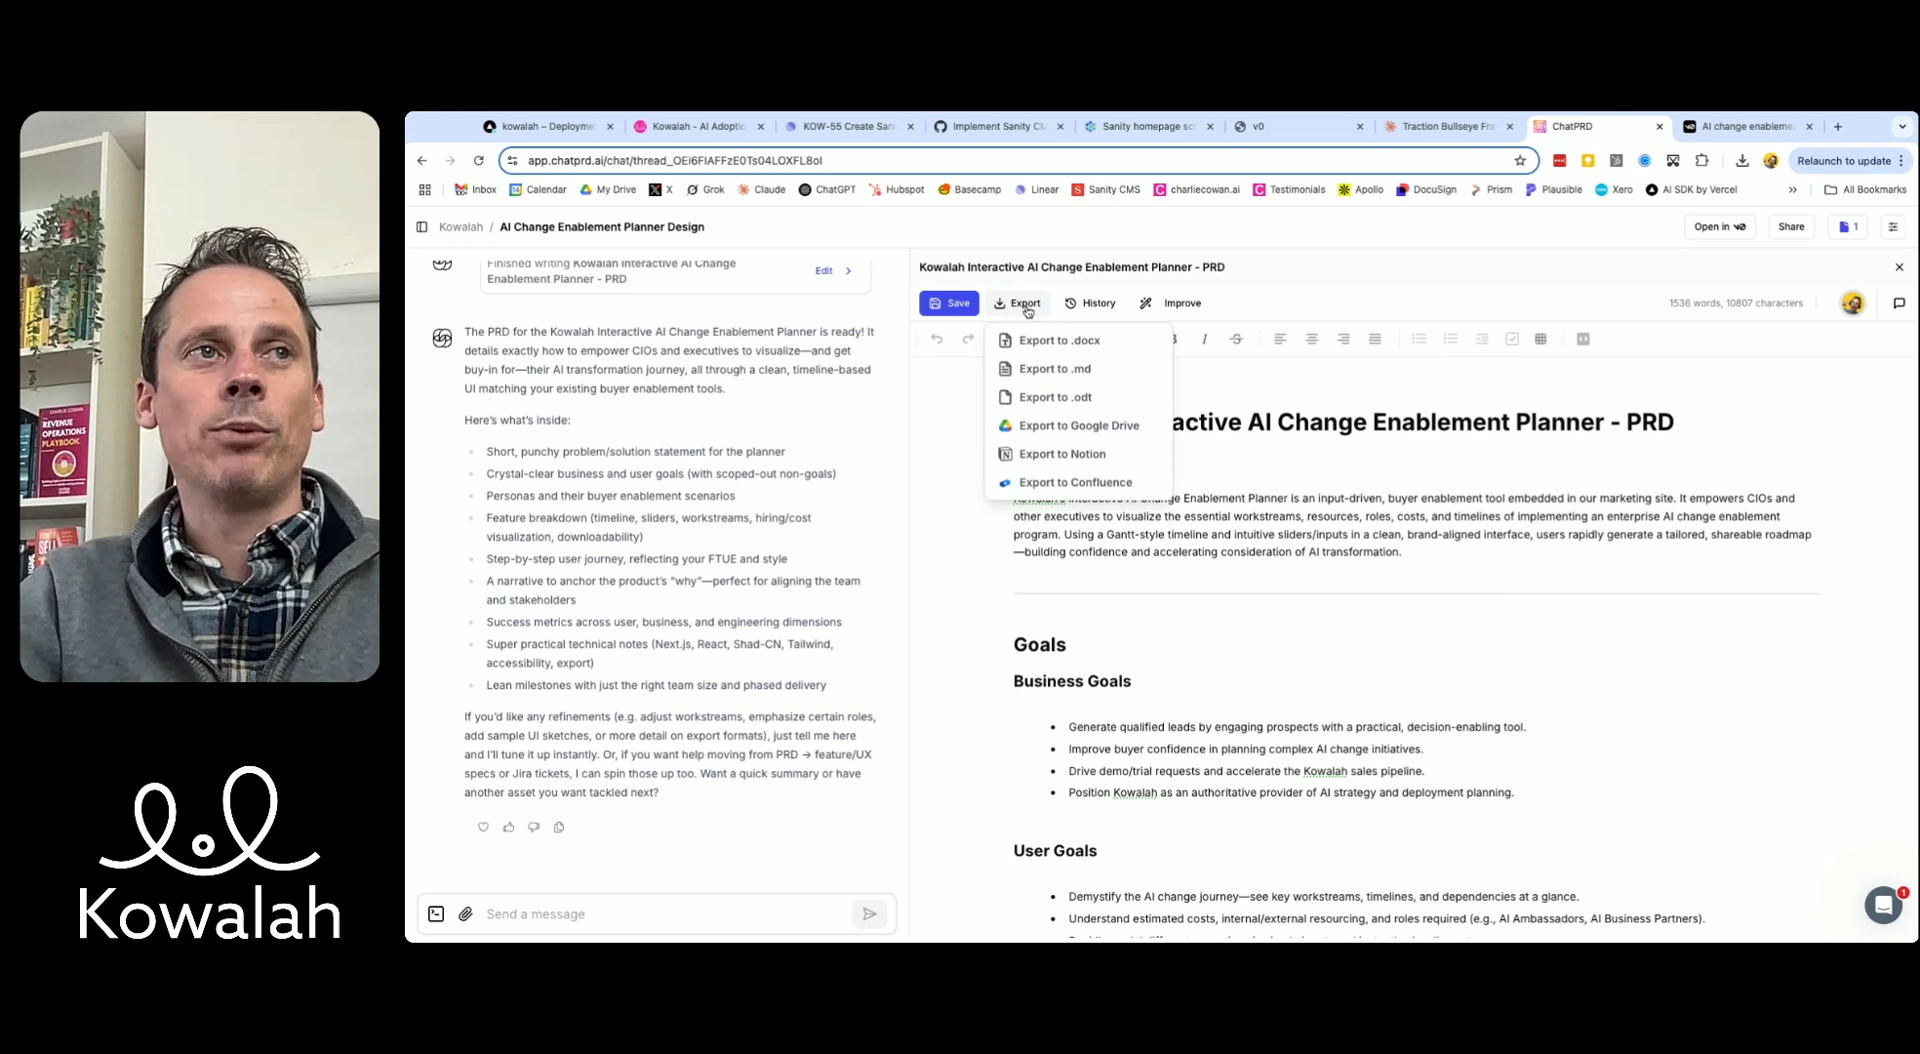 kowalah – Deployme
Kowalah - AI Adoptio
KOW-55 Create Sani
Implement Sanity CM
Sanity homepage sc
v0
Traction Bullseye Fra
ChatPRD
AI change enableme
app.chatprd.ai/chat/thread_OEi6FIAFFzE0Ts04LOXFL8oI
Relaunch to update
Inbox
Calendar
My Drive
X
Grok
Claude
ChatGPT
Hubspot
Basecamp
Linear
Sanity CMS
charliecowan.ai
Testimonials
Apollo
DocuSign
Prism
Plausible
Xero
AI SDK by Vercel
All Bookmarks
Kowalah / AI Change Enablement Planner Design
Open in v0
Share
1
Finished writing Kowalah Interactive AI Change
Enablement Planner - PRD
Edit
The PRD for the Kowalah Interactive AI Change Enablement Planner is ready! It
details exactly how to empower CIOs and executives to visualize—and get
buy-in for—their AI transformation journey, all through a clean, timeline-based
UI matching your existing buyer enablement tools.
Here's what's inside:
Short, punchy problem/solution statement for the planner
Crystal-clear business and user goals (with scoped-out non-goals)
Personas and their buyer enablement scenarios
Feature breakdown (timeline, sliders, workstreams, hiring/cost
visualization, downloadability)
Step-by-step user journey, reflecting your FTUE and style
A narrative to anchor the product's "why"—perfect for aligning the team
and stakeholders
Success metrics across user, business, and engineering dimensions
Super practical technical notes (Next.js, React, Shad-CN, Tailwind,
accessibility, export)
Lean milestones with just the right team size and phased delivery
If you'd like any refinements (e.g. adjust workstreams, emphasize certain roles,
add sample UI sketches, or more detail on export formats), just tell me here
and I'll tune it up instantly. Or, if you want help moving from PRD → feature/UX
specs or Jira tickets, I can spin those up too. Want a quick summary or have
another asset you want tackled next?
Send a message
Kowalah Interactive AI Change Enablement Planner - PRD
Save
Export
History
Improve
1536 words, 10807 characters
Export to .docx
Export to .md
Export to .odt
Export to Google Drive
Export to Notion
Export to Confluence
active AI Change Enablement Planner - PRD
Kowalah's Interactive AI Change Enablement Planner is an input-driven, buyer enablement tool embedded in our marketing site. It empowers CIOs and
other executives to visualize the essential workstreams, resources, roles, costs, and timelines of implementing an enterprise AI change enablement
program. Using a Gantt-style timeline and intuitive sliders/inputs in a clean, brand-aligned interface, users rapidly generate a tailored, shareable roadmap
—building confidence and accelerating consideration of AI transformation.
Goals
Business Goals
Generate qualified leads by engaging prospects with a practical, decision-enabling tool.
Improve buyer confidence in planning complex AI change initiatives.
Drive demo/trial requests and accelerate the Kowalah sales pipeline.
Position Kowalah as an authoritative provider of AI strategy and deployment planning.
User Goals
Demystify the AI change journey—see key workstreams, timelines, and dependencies at a glance.
Understand estimated costs, internal/external resourcing, and roles required (e.g., AI Ambassadors, AI Business Partners).
1
CHARLIE COWAN
REVENUE
OPERATIONS
PLAYBOOK
Kowalah